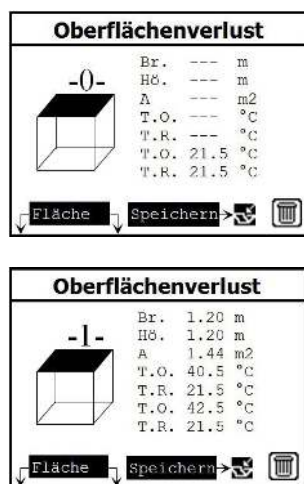 Oberflächenverlust
-0-
Br. --- m
Hö. --- m
A --- m2
T.O. --- °C
T.R. --- °C
T.O. 21.5 °C
T.R. 21.5 °C
Fläche Speichern
Oberflächenverlust
-1-
Br. 1.20 m
Hö. 1.20 m
A 1.44 m2
T.O. 40.5 °C
T.R. 21.5 °C
T.O. 42.5 °C
T.R. 21.5 °C
Fläche Speichern